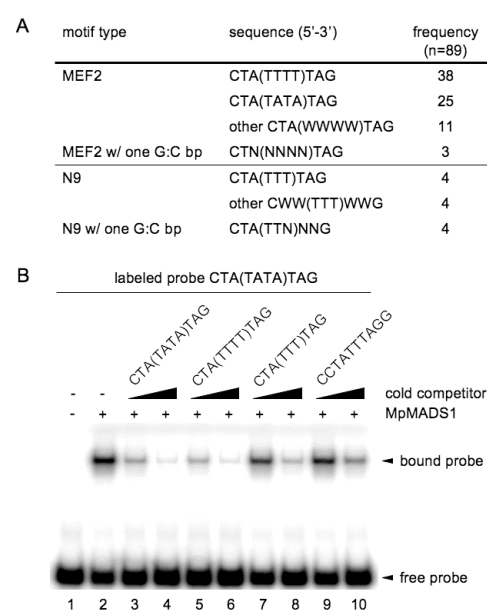 A
motif type sequence (5'-3') frequency (n=89)
MEF2 CTA(TTTT)TAG 38
CTA(TATA)TAG 25
other CTA(WWWW)TAG 11
MEF2 w/ one G:C bp CTN(NNNN)TAG 3
N9 CTA(TTT)TAG 4
other CWW(TTT)WWG 4
N9 w/ one G:C bp CTA(TTN)NNG 4
B
labeled probe CTA(TATA)TAG
CTA(TATA)TAG CTA(TTTT)TAG CTA(TTT)TAG CCTATTTAGG
- - cold competitor
- + + + + + + + + + MpMADS1
bound probe
free probe
1 2 3 4 5 6 7 8 9 10